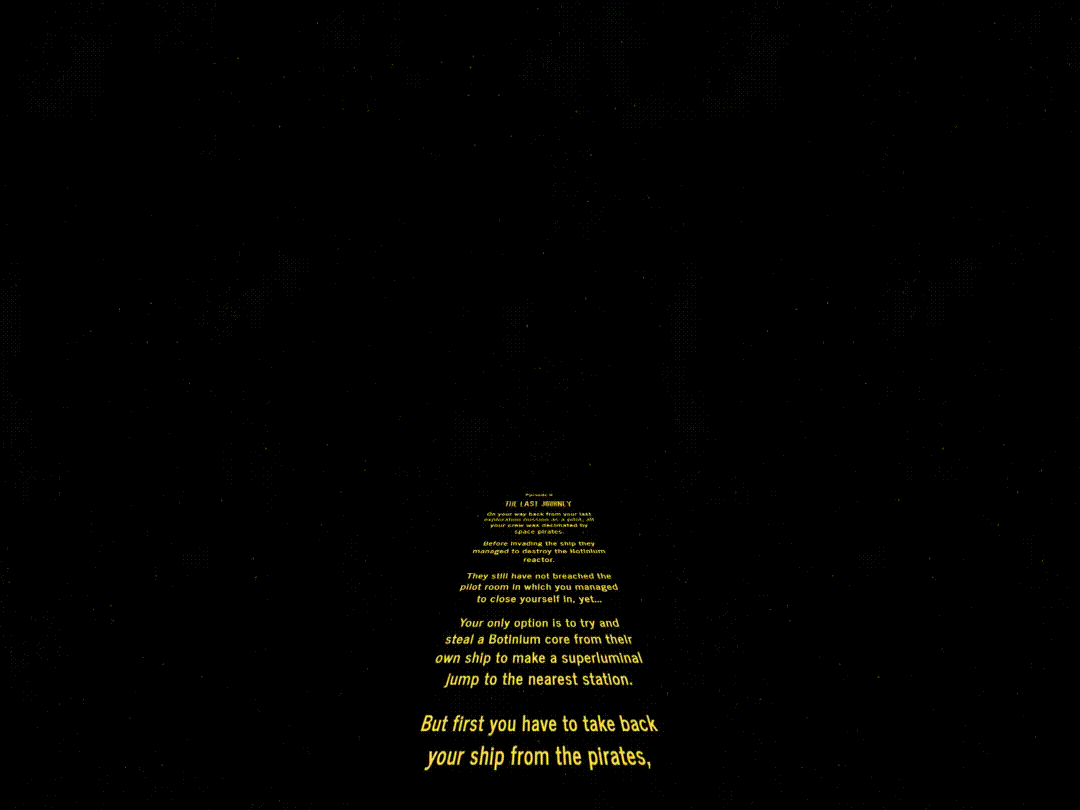 THE LAST JOURNEY
On your way back from your last
exploration mission as a pilot, all
your crew was decimated by
space pirates.
Before invading the ship they
managed to destroy the Botinium
reactor.
They still have not breached the
pilot room in which you managed
to close yourself in, yet...
Your only option is to try and
steal a Botinium core from their
own ship to make a superluminal
jump to the nearest station.
But first you have to take back
your ship from the pirates,